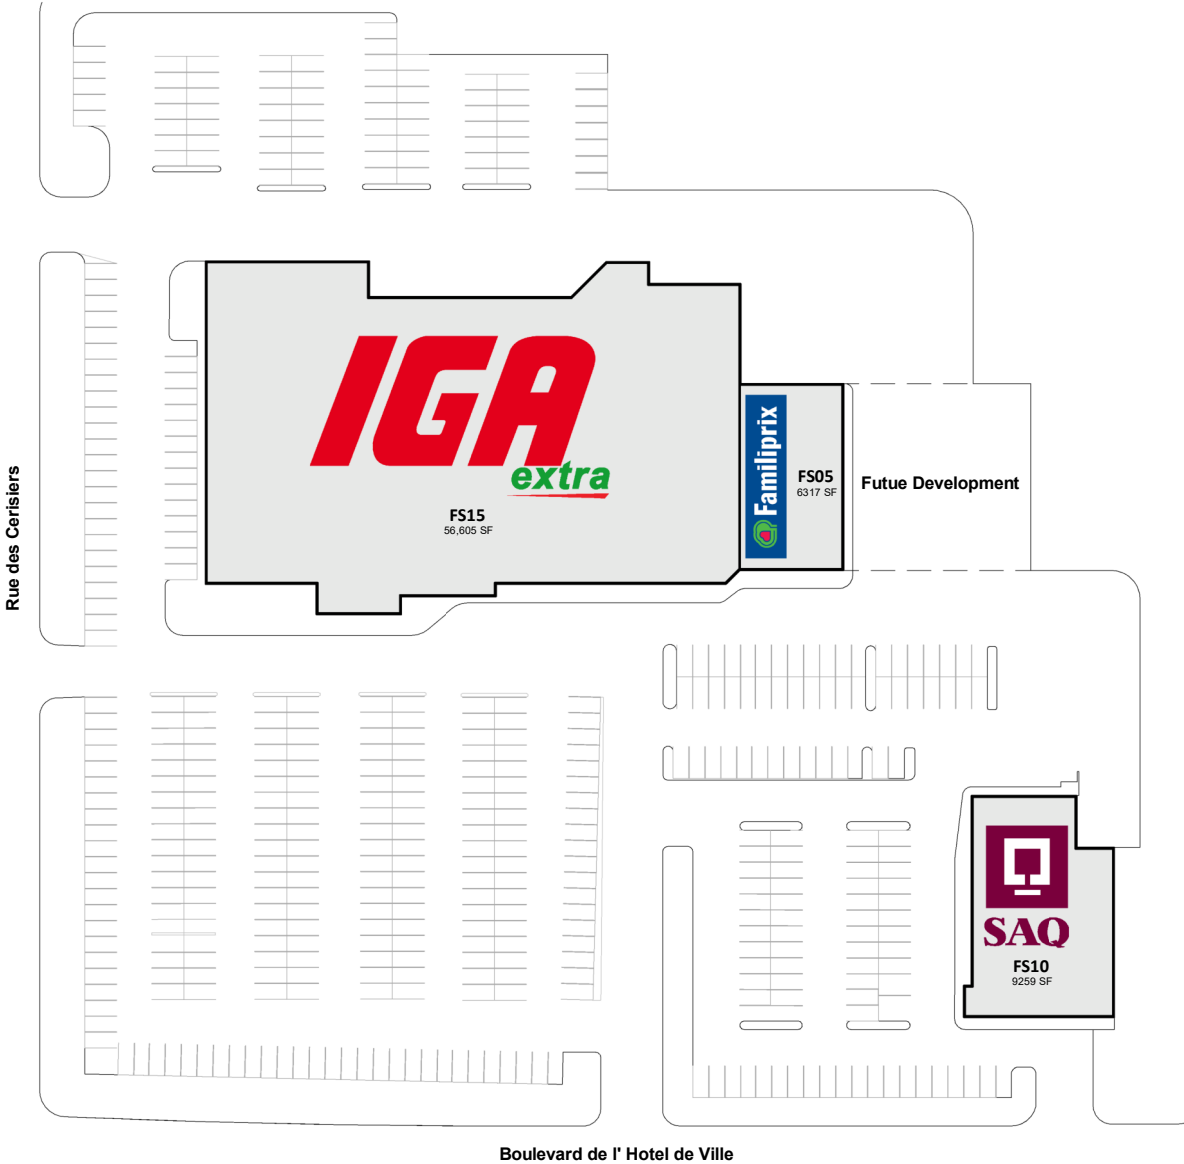 IGA
extra
FS15
56,605 SF
Familiprix
FS05
6317 SF
Futue Development
Rue des Cerisiers
SAQ
FS10
9259 SF
Boulevard de l' Hotel de Ville